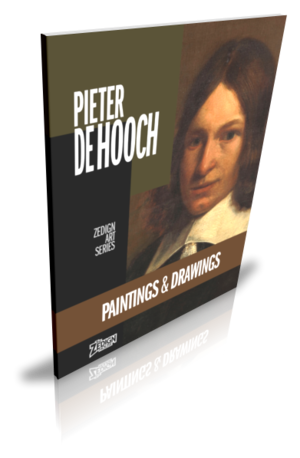 PIETER
DE HOOCH
ZEDIGN
ART
SERIES
PAINTINGS & DRAWINGS
ZEDIGN